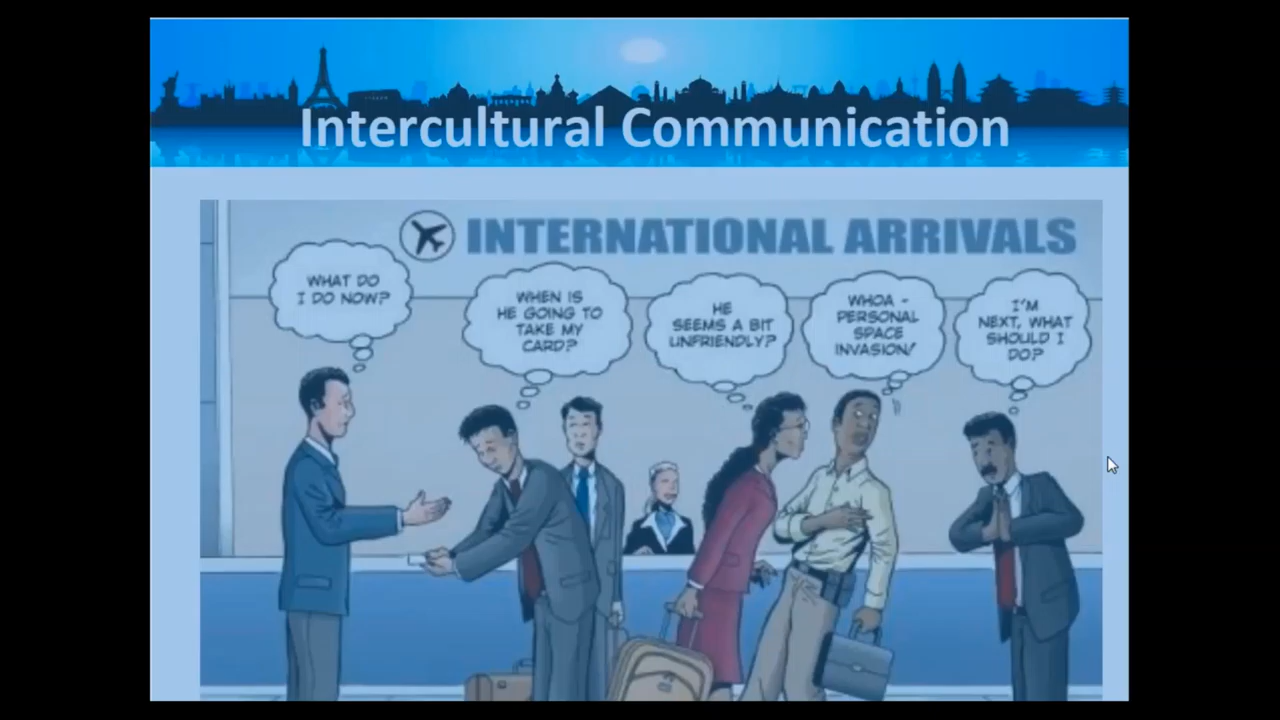 Intercultural Communication
INTERNATIONAL ARRIVALS
WHAT DO
I DO NOW?
WHEN IS
HE GOING TO
TAKE MY
CARD?
HE
SEEMS A BIT
UNFRIENDLY?
WHOA -
PERSONAL
SPACE
INVASION!
I'M
NEXT, WHAT
SHOULD I
DO?